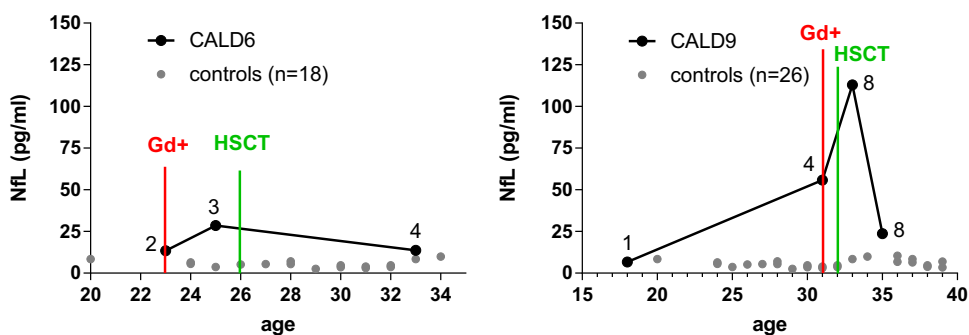 150
125
100
75
50
25
0
NfL (pg/ml)
CALD6
controls (n=18)
Gd+
HSCT
2
3
4
20 22 24 26 28 30 32 34
age
150
125
100
75
50
25
0
NfL (pg/ml)
CALD9
controls (n=26)
Gd+
HSCT
1
4
8
8
15 20 25 30 35 40
age